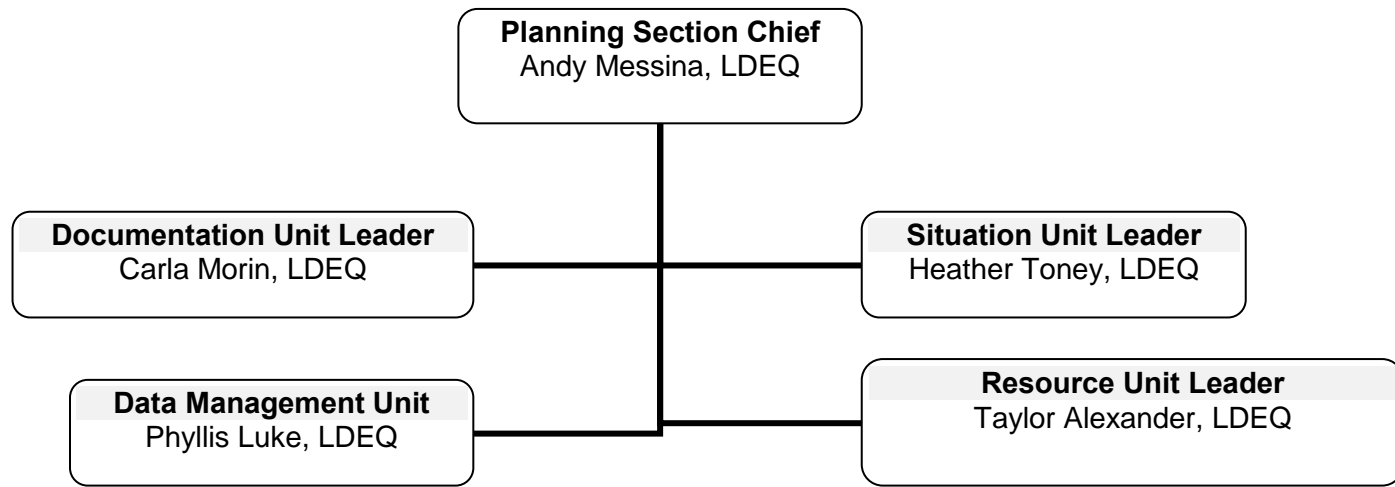 Planning Section Chief
Andy Messina, LDEQ
Documentation Unit Leader
Carla Morin, LDEQ
Situation Unit Leader
Heather Toney, LDEQ
Data Management Unit
Phyllis Luke, LDEQ
Resource Unit Leader
Taylor Alexander, LDEQ